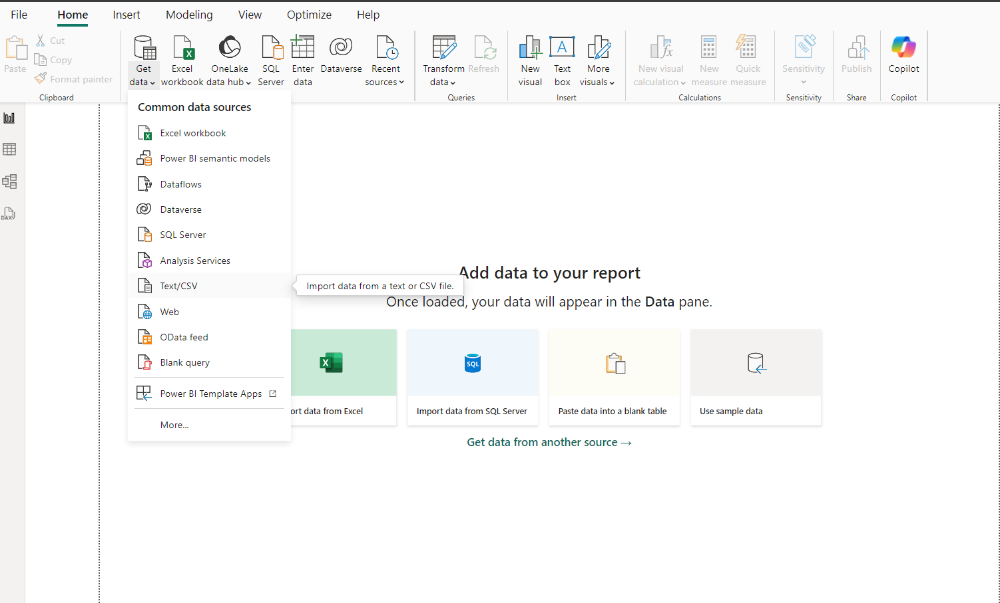 File Home Insert Modeling View Optimize Help
Paste
Cut
Copy
Format painter
Clipboard
Get data
Excel workbook
OneLake data hub
SQL Server
Enter data
Dataverse
Recent sources
Transform data
Refresh
Queries
New visual
Text box
A
More visuals
Insert
New visual calculation
fx
New measure
Quick measure
Calculations
Sensitivity
Sensitivity
Publish
Share
Copilot
Copilot
DAX
Common data sources
Excel workbook
Power BI semantic models
Dataflows
Dataverse
SQL Server
Analysis Services
Text/CSV
Web
OData feed
Blank query
Power BI Template Apps
More...
Import data from a text or CSV file.
Add data to your report
Once loaded, your data will appear in the Data pane.
ort data from Excel
SQL
Import data from SQL Server
Paste data into a blank table
Use sample data
Get data from another source →